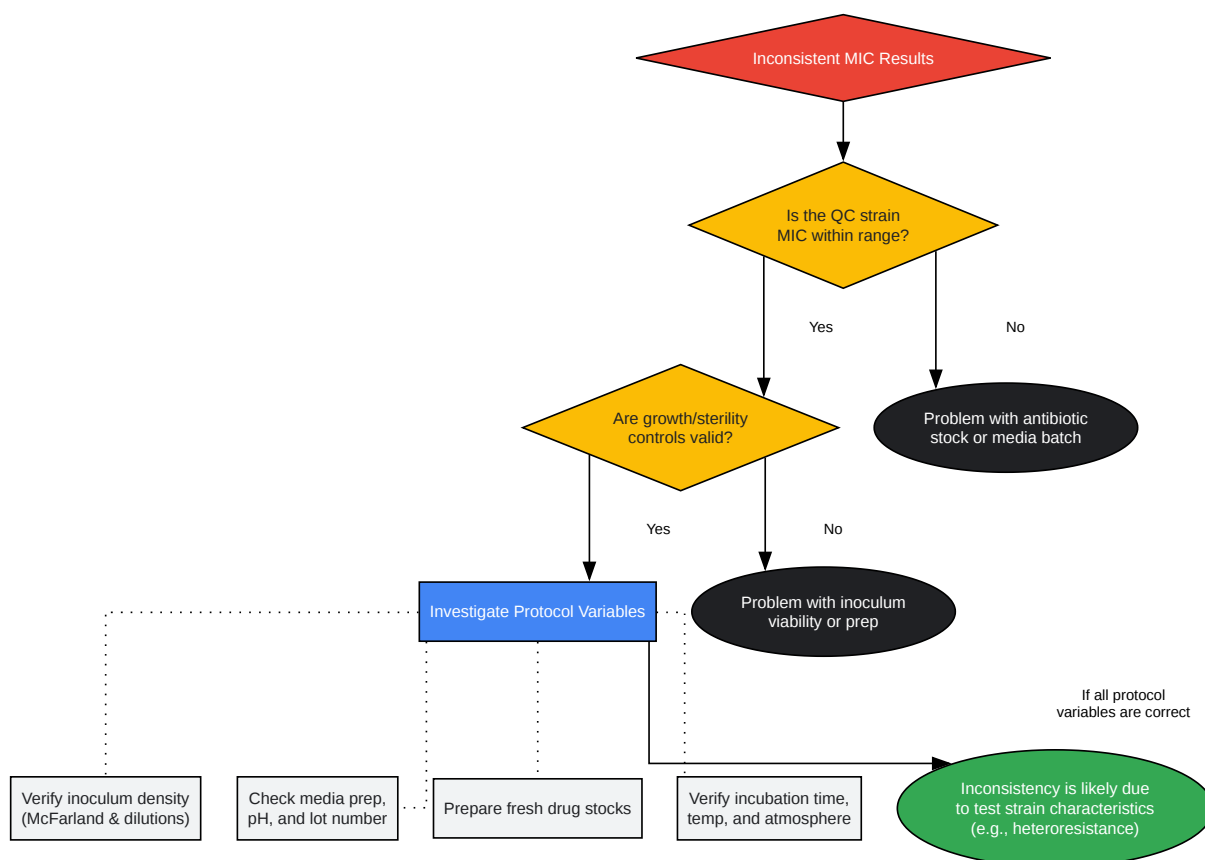 Inconsistent MIC Results
Is the QC strain
MIC within range?
Yes
No
Are growth/sterility
controls valid?
Problem with antibiotic
stock or media batch
Yes
No
Investigate Protocol Variables
Problem with inoculum
viability or prep
If all protocol
variables are correct
Verify inoculum density
(McFarland & dilutions)
Check media prep,
pH, and lot number
Prepare fresh drug stocks
Verify incubation time,
temp, and atmosphere
Inconsistency is likely due
to test strain characteristics
(e.g., heteroresistance)